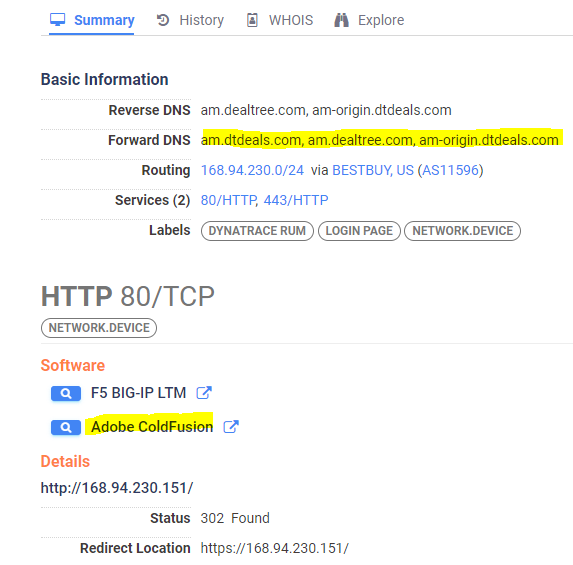 Summary History WHOIS Explore
Basic Information
Reverse DNS am.dealtree.com, am-origin.dtdeals.com
Forward DNS am.dtdeals.com, am.dealtree.com, am-origin.dtdeals.com
Routing 168.94.230.0/24 via BESTBUY, US (AS11596)
Services (2) 80/HTTP, 443/HTTP
Labels DYNATRACE RUM LOGIN PAGE NETWORK.DEVICE
HTTP 80/TCP
NETWORK.DEVICE
Software
F5 BIG-IP LTM
Adobe ColdFusion
Details
http://168.94.230.151/
Status 302 Found
Redirect Location https://168.94.230.151/